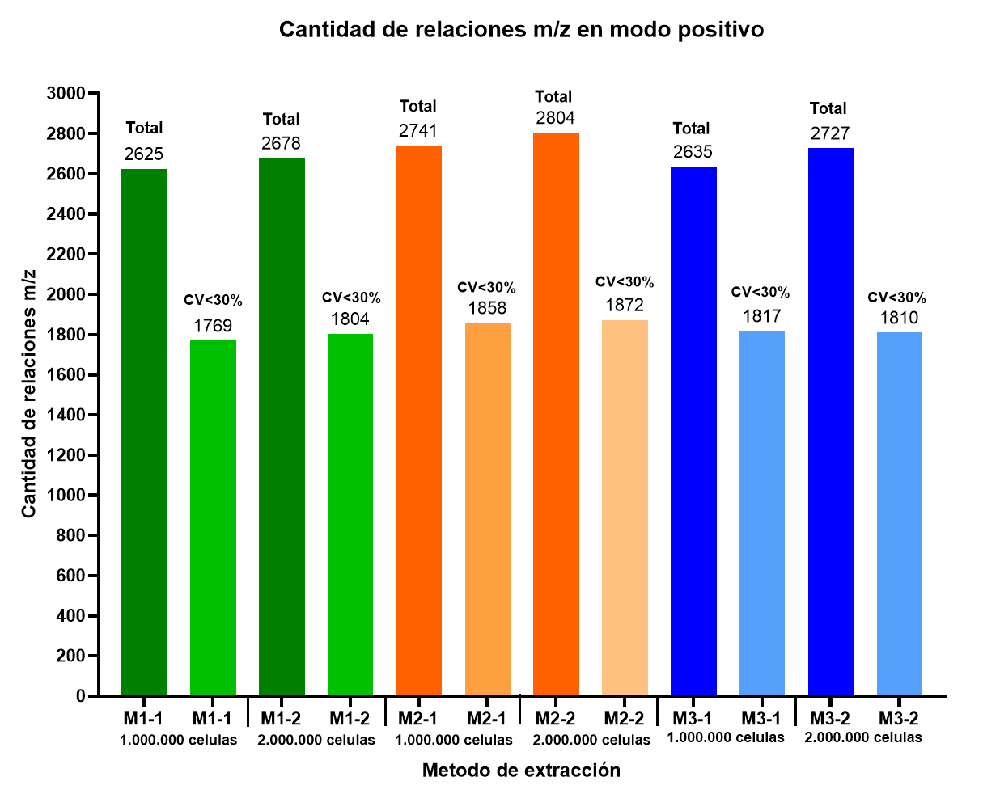 Cantidad de relaciones m/z en modo positivo
Cantidad de relaciones m/z
3000
2800
2600
2400
2200
2000
1800
1600
1400
1200
1000
800
600
400
200
0
Total
2625
CV<30%
1769
Total
2678
CV<30%
1804
Total
2741
CV<30%
1858
Total
2804
CV<30%
1872
Total
2635
CV<30%
1817
Total
2727
CV<30%
1810
M1-1 M1-1 M1-2 M1-2 M2-1 M2-1 M2-2 M2-2 M3-1 M3-1 M3-2 M3-2
1.000.000 celulas 2.000.000 celulas 1.000.000 celulas 2.000.000 celulas 1.000.000 celulas 2.000.000 celulas
Metodo de extracción